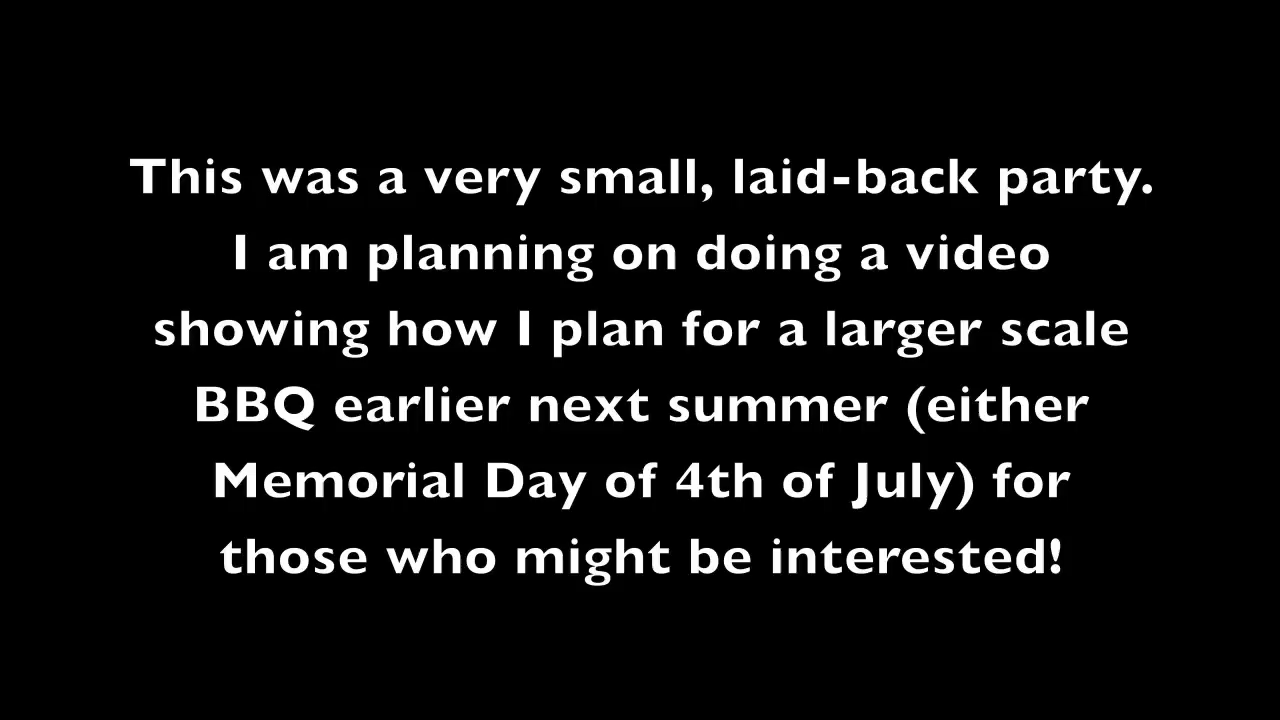 This was a very small, laid-back party.
I am planning on doing a video
showing how I plan for a larger scale
BBQ earlier next summer (either
Memorial Day of 4th of July) for
those who might be interested!